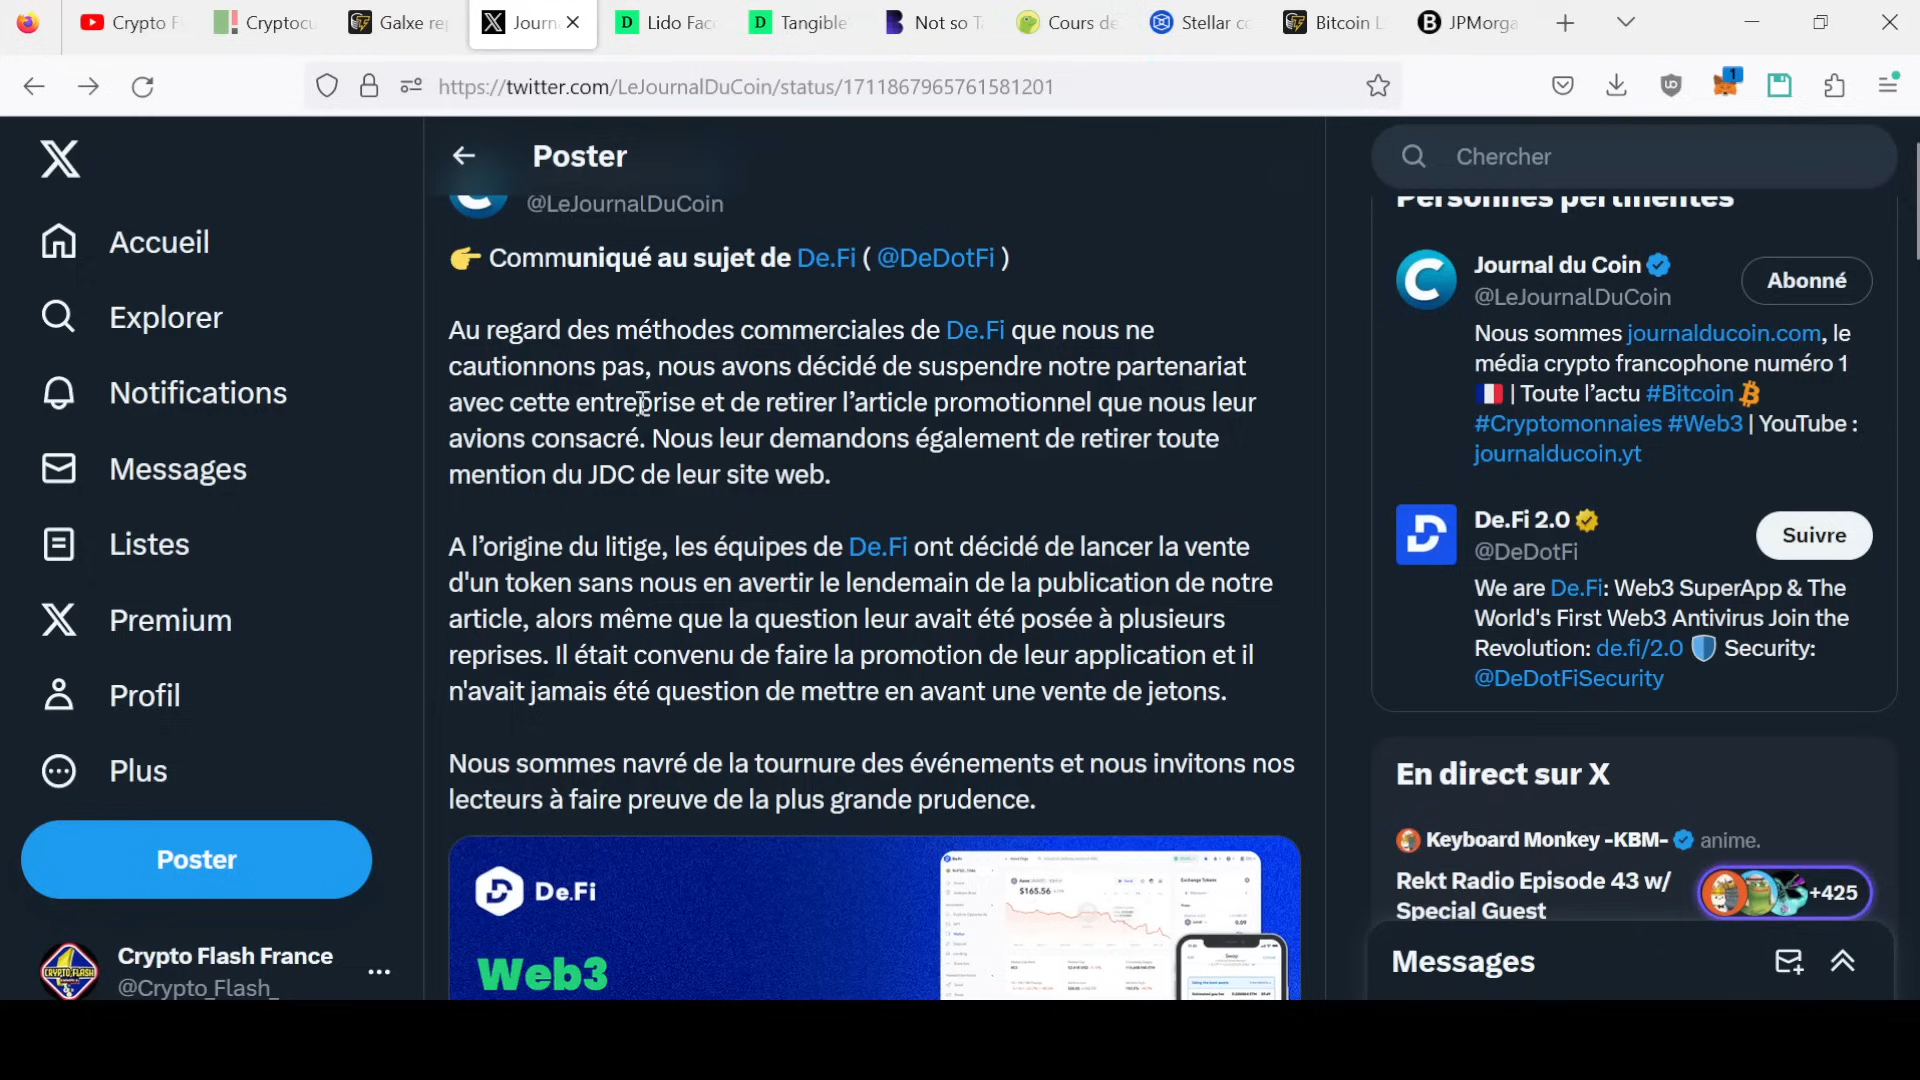 Crypto F
Cryptocu
Galxe rep
Journ
Lido Fac
Tangible
Not so T
Cours de
Stellar co
Bitcoin L
JPMorga
https://twitter.com/LeJournalDuCoin/status/1711867965761581201
1
Accueil
Explorer
Notifications
Messages
Listes
Premium
Profil
Plus
Poster
Crypto Flash France
@Crypto_Flash_
Poster
@LeJournalDuCoin
👉 Communiqué au sujet de De.Fi ( @DeDotFi )
Au regard des méthodes commerciales de De.Fi que nous ne
cautionnons pas, nous avons décidé de suspendre notre partenariat
avec cette entreprise et de retirer l’article promotionnel que nous leur
avions consacré. Nous leur demandons également de retirer toute
mention du JDC de leur site web.
A l’origine du litige, les équipes de De.Fi ont décidé de lancer la vente
d'un token sans nous en avertir le lendemain de la publication de notre
article, alors même que la question leur avait été posée à plusieurs
reprises. Il était convenu de faire la promotion de leur application et il
n'avait jamais été question de mettre en avant une vente de jetons.
Nous sommes navré de la tournure des événements et nous invitons nos
lecteurs à faire preuve de la plus grande prudence.
De.Fi
Web3
$165.56
Chercher
Personnes pertinentes
Journal du Coin
@LeJournalDuCoin
Abonné
Nous sommes journalducoin.com, le
média crypto francophone numéro 1
🇫🇷 | Toute l’actu #Bitcoin
#Cryptomonnaies #Web3 | YouTube :
journalducoin.yt
De.Fi 2.0
@DeDotFi
Suivre
We are De.Fi: Web3 SuperApp & The
World's First Web3 Antivirus Join the
Revolution: de.fi/2.0 🛡️ Security:
@DeDotFiSecurity
En direct sur X
Keyboard Monkey -KBM- anime.
Rekt Radio Episode 43 w/
Special Guest
+425
Messages